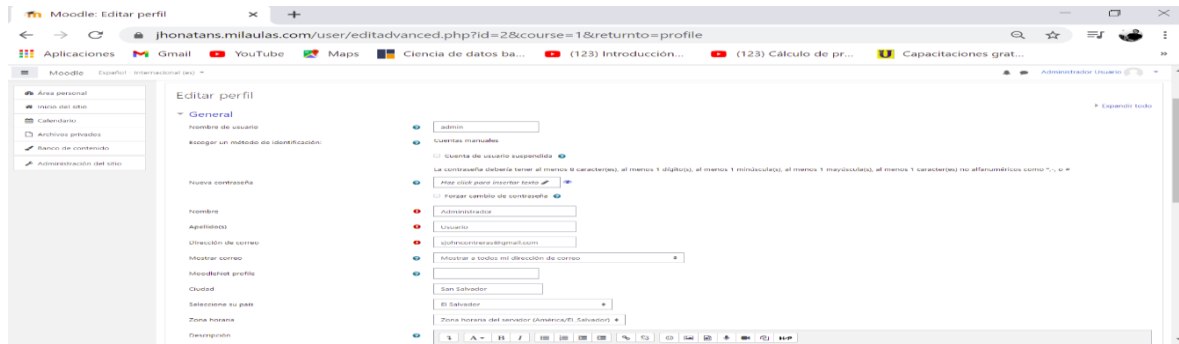 Moodle: Editar perfil
jhonatans.milaulas.com/user/editadvanced.php?id=2&course=1&returnto=profile
Aplicaciones Gmail YouTube Maps Ciencia de datos ba... (123) Introducción... (123) Cálculo de pr... Capacitaciones grat... »
Moodle Español - Internacional (es) Administrador Usuario
Área personal
Inicio del sitio
Calendario
Archivos privados
Banco de contenido
Administración del sitio
Editar perfil
Expandir todo
General
Nombre de usuario admin
Escoger un método de identificación: Cuentas manuales
Cuenta de usuario suspendida
La contraseña debería tener al menos 8 caracter(es), al menos 1 dígito(s), al menos 1 minúscula(s), al menos 1 mayúscula(s), al menos 1 caracter(es) no alfanuméricos como *,-, o #
Nueva contraseña Haz click para insertar texto
Forzar cambio de contraseña
Nombre Administrador
Apellido(s) Usuario
Dirección de correo sjohncontreras@gmail.com
Mostrar correo Mostrar a todos mi dirección de correo
MoodleNet profile
Ciudad San Salvador
Seleccione su país El Salvador
Zona horaria Zona horaria del servidor (América/El Salvador)
Descripción A B I H-P